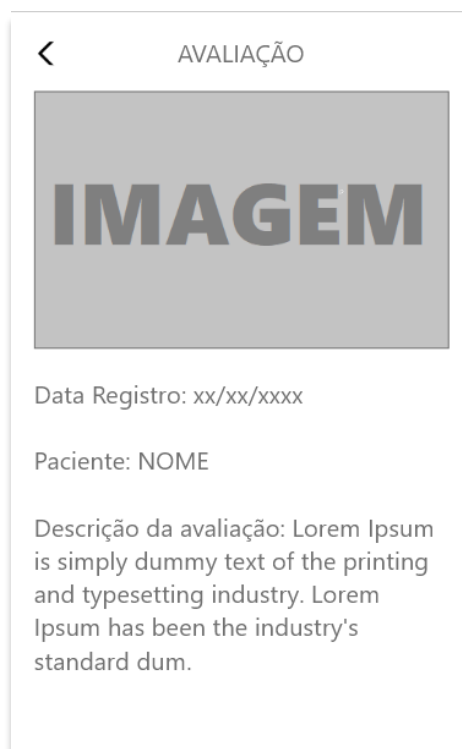 AVALIAÇÃO
IMAGEM
Data Registro: xx/xx/xxxx
Paciente: NOME
Descrição da avaliação: Lorem Ipsum
is simply dummy text of the printing
and typesetting industry. Lorem
Ipsum has been the industry's
standard dum.